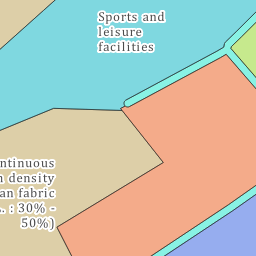 Sports and
leisure
facilities
ntinuous
density
an fabric
. : 30% -
50%)